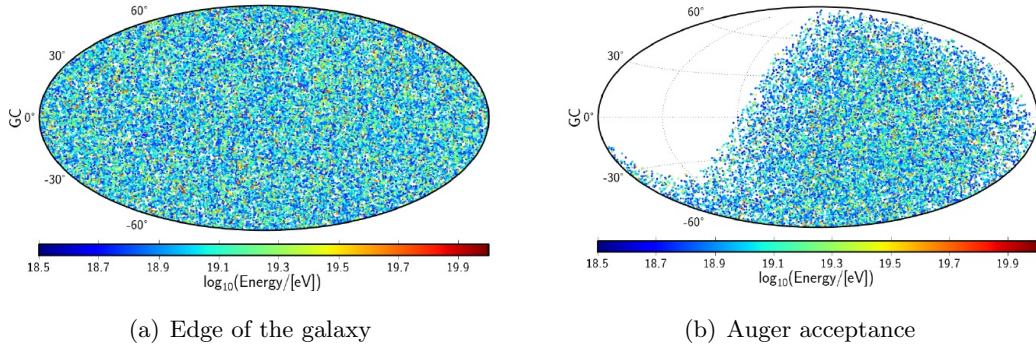 60°
30°
GC
0°
-30°
-60°
18.5 18.7 18.9 19.1 19.3 19.5 19.7 19.9
log₁₀(Energy/[eV])
(a) Edge of the galaxy
60°
30°
GC
0°
-30°
-60°
18.5 18.7 18.9 19.1 19.3 19.5 19.7 19.9
log₁₀(Energy/[eV])
(b) Auger acceptance